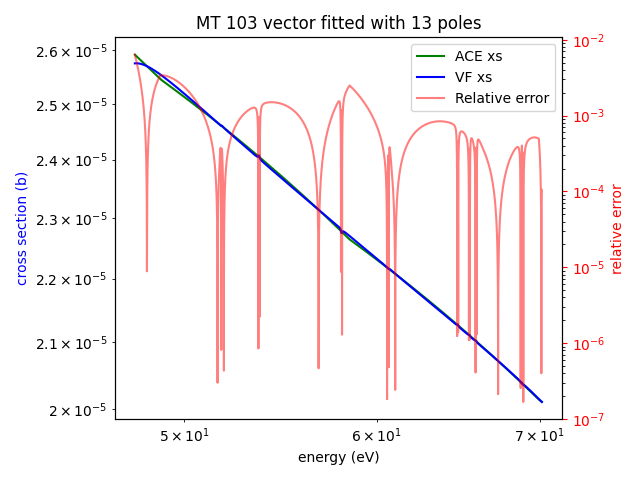 MT 103 vector fitted with 13 poles
ACE xs
VF xs
Relative error
cross section (b)
2.6 × 10⁻⁵
2.5 × 10⁻⁵
2.4 × 10⁻⁵
2.3 × 10⁻⁵
2.2 × 10⁻⁵
2.1 × 10⁻⁵
2 × 10⁻⁵
10⁻²
10⁻³
10⁻⁴
10⁻⁵
10⁻⁶
10⁻⁷
relative error
5 × 10¹
6 × 10¹
7 × 10¹
energy (eV)